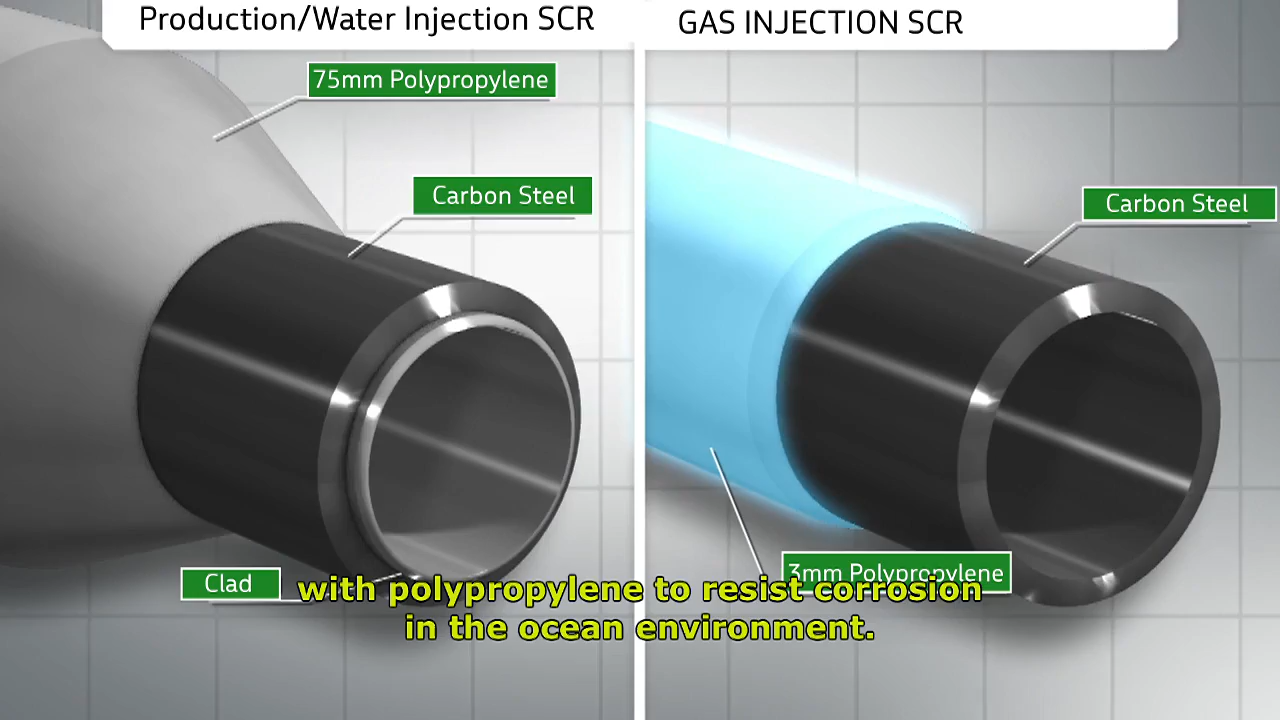 Production/Water Injection SCR
GAS INJECTION SCR
75mm Polypropylene
Carbon Steel
Carbon Steel
Clad
3mm Polypropylene
with polypropylene to resist corrosion
in the ocean environment.